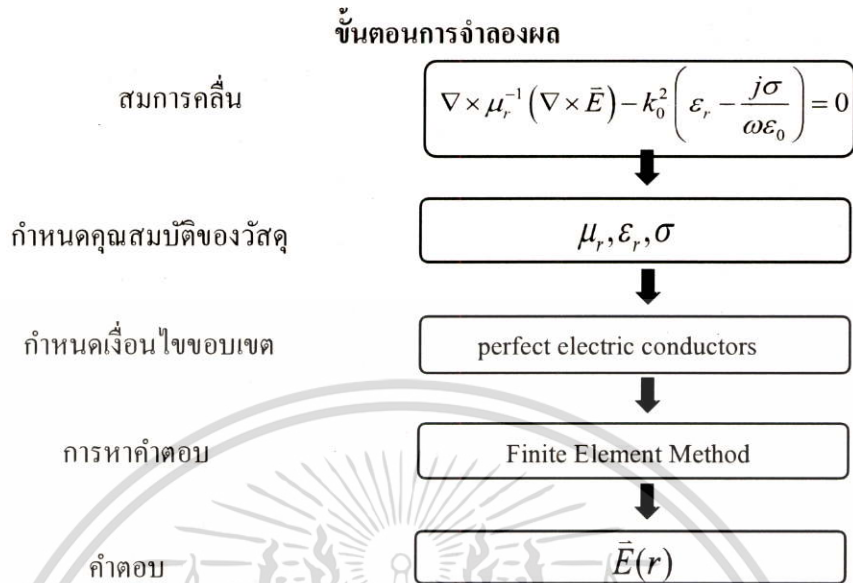 ขั้นตอนการจำลองผล
สมการคลื่น
∇ × μ_r^{-1} (∇ × \vec{E}) − k_0^2 (ε_r − jσ/ωε_0) = 0
กำหนดคุณสมบัติของวัสดุ
μ_r, ε_r, σ
กำหนดเงื่อนไขขอบเขต
perfect electric conductors
การหาคำตอบ
Finite Element Method
คำตอบ
\vec{E}(r)